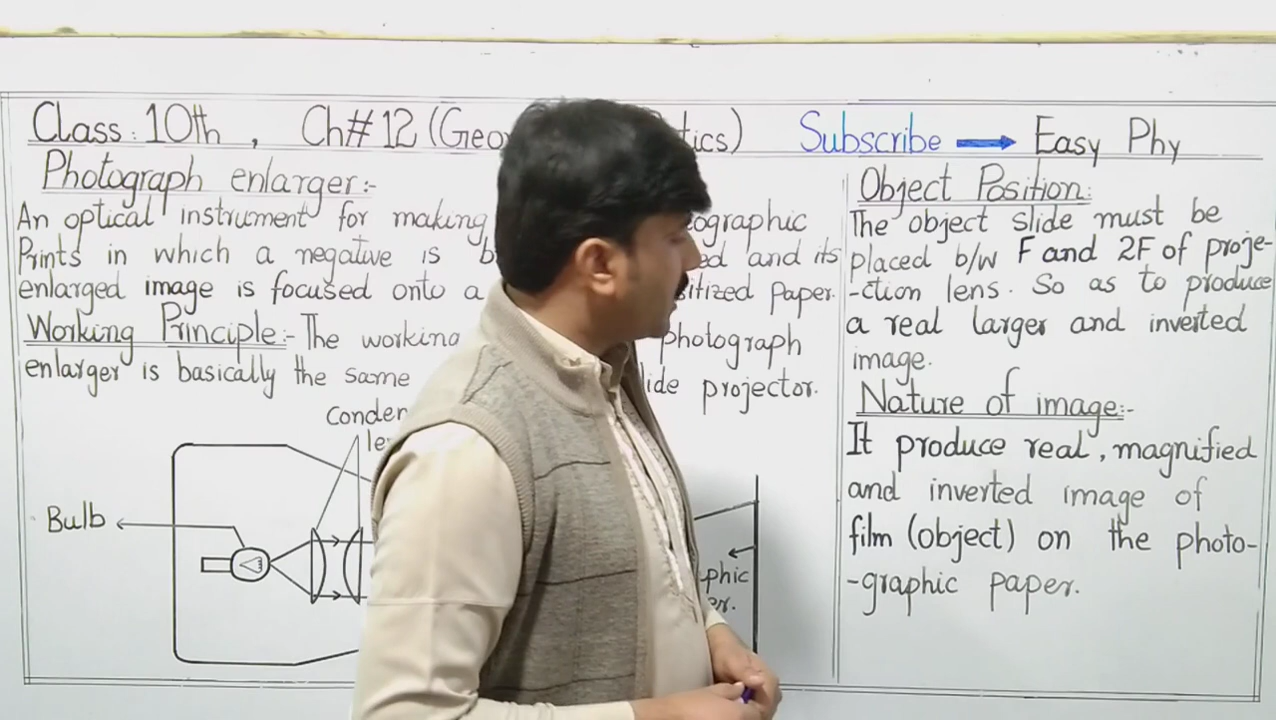 Class: 10th , Ch# 12 (Geo tics) Subscribe → Easy Phy
Photograph enlarger:-
An optical instrument for making ographic
Prints in which a negative is b ed and its
enlarged image is focused onto a sitized Paper.
Working Principle:- The working photograph
enlarger is basically the same lide projector.
Conden
le
Bulb
phic
er.
Object Position:
The object slide must be
placed b/w F and 2F of proje-
-ction lens. So as to produce
a real larger and inverted
image.
Nature of image:-
It produce real, magnified
and inverted image of
film (object) on the photo-
-graphic paper.